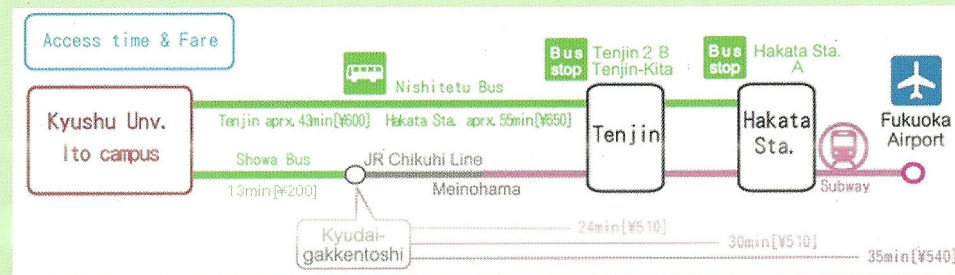 Access time & Fare
Bus stop
Tenjin 2 B
Tenjin-Kita
Bus stop
Hakata Sta.
A
Nishitetu Bus
Kyushu Unv.
Ito campus
Tenjin aprx. 43min[¥600]
Hakata Sta. aprx. 55min[¥650]
Tenjin
Hakata
Sta.
Fukuoka
Airport
Showa Bus
JR Chikuhi Line
13min[¥200]
Meinohama
Subway
Kyudai-
gakkentoshi
24min[¥510]
30min[¥510]
35min[¥540]